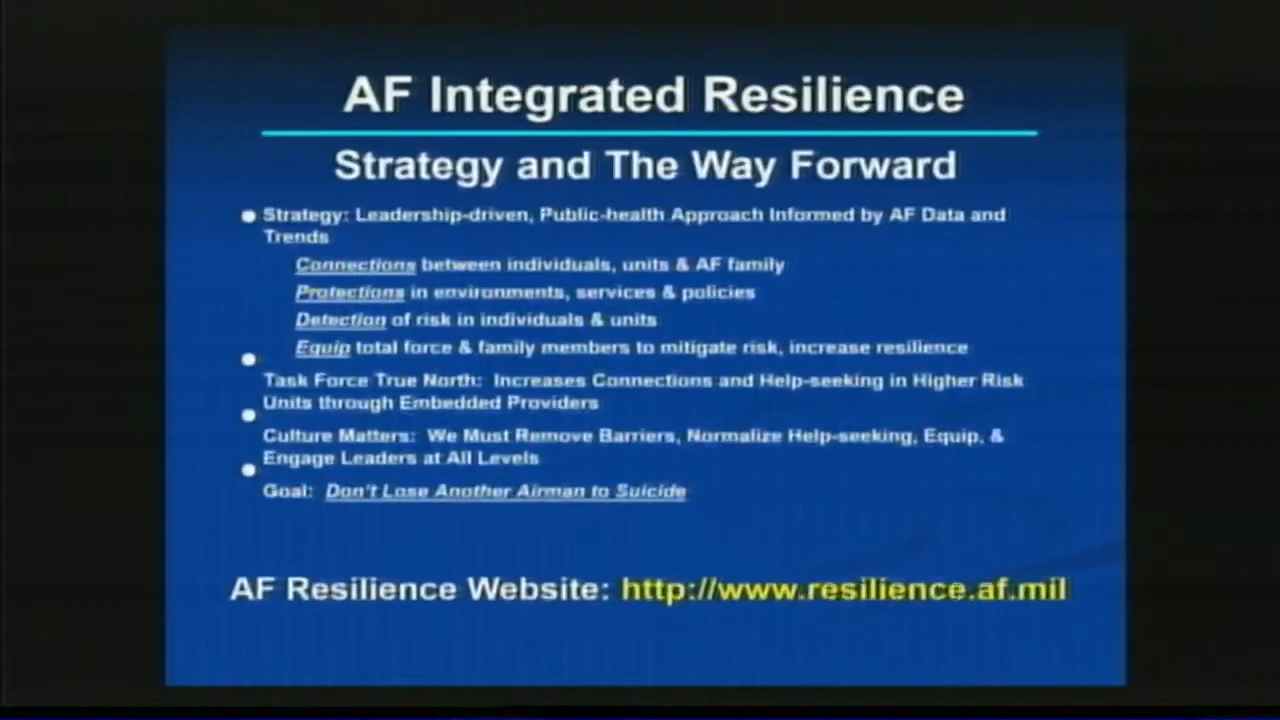 AF Integrated Resilience
Strategy and The Way Forward
Strategy: Leadership-driven, Public-health Approach Informed by AF Data and
Trends
Connections between individuals, units & AF family
Protections in environments, services & policies
Detection of risk in individuals & units
Equip total force & family members to mitigate risk, increase resilience
Task Force True North: Increases Connections and Help-seeking in Higher Risk
Units through Embedded Providers
Culture Matters: We Must Remove Barriers, Normalize Help-seeking, Equip, &
Engage Leaders at All Levels
Goal: Don't Lose Another Airman to Suicide
AF Resilience Website: http://www.resilience.af.mil